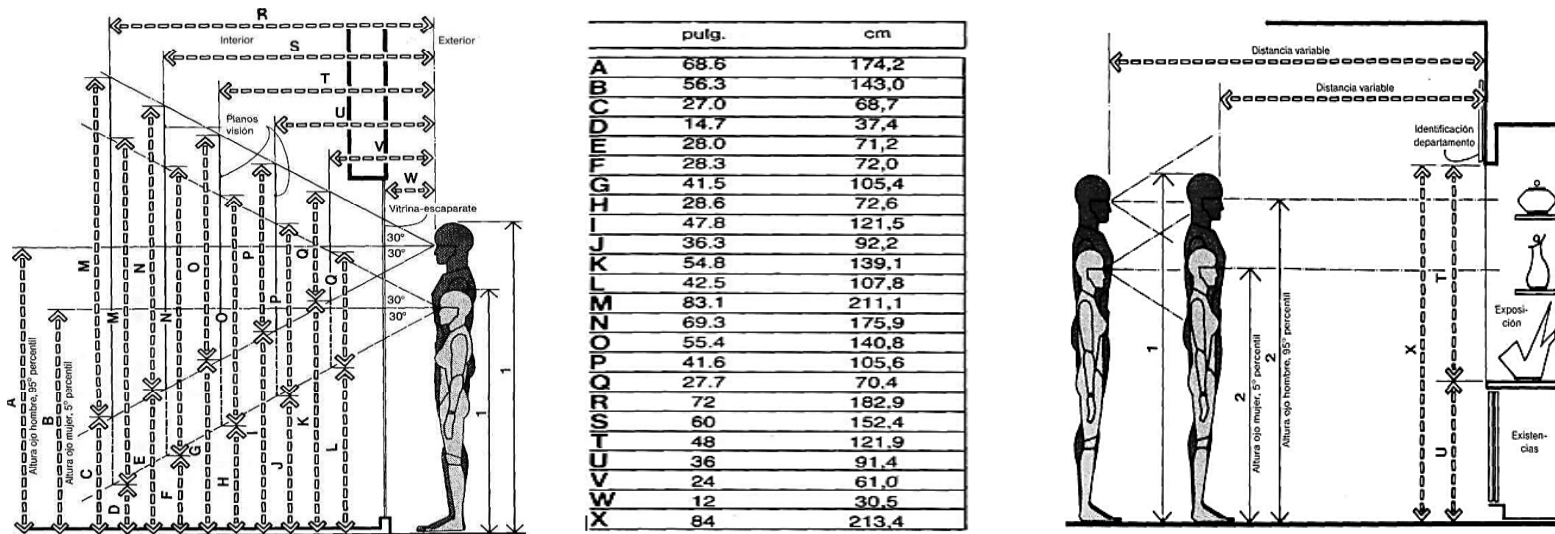 R
Interior
Exterior
S
T
Planos
visión
U
V
W
Vitrina-escaparate
30°
30°
30°
30°
M
N
O
P
Q
M
N
O
P
Q
A
Altura ojo hombre, 95º percentil
B
Altura ojo mujer, 5º percentil
C
D
E
F
G
H
I
J
K
L
1
1
pulg. cm
A 68.6 174,2
B 56.3 143,0
C 27.0 68,7
D 14.7 37,4
E 28.0 71,2
F 28.3 72,0
G 41.5 105,4
H 28.6 72,6
I 47.8 121,5
J 36.3 92,2
K 54.8 139,1
L 42.5 107,8
M 83.1 211,1
N 69.3 175,9
O 55.4 140,8
P 41.6 105,6
Q 27.7 70,4
R 72 182,9
S 60 152,4
T 48 121,9
U 36 91,4
V 24 61,0
W 12 30,5
X 84 213,4
Distancia variable
Distancia variable
Identificación
departamento
1
2
Altura ojo mujer, 5º percentil
2
Altura ojo hombre, 95º percentil
X
T
U
Exposi-
ción
Existen-
cias